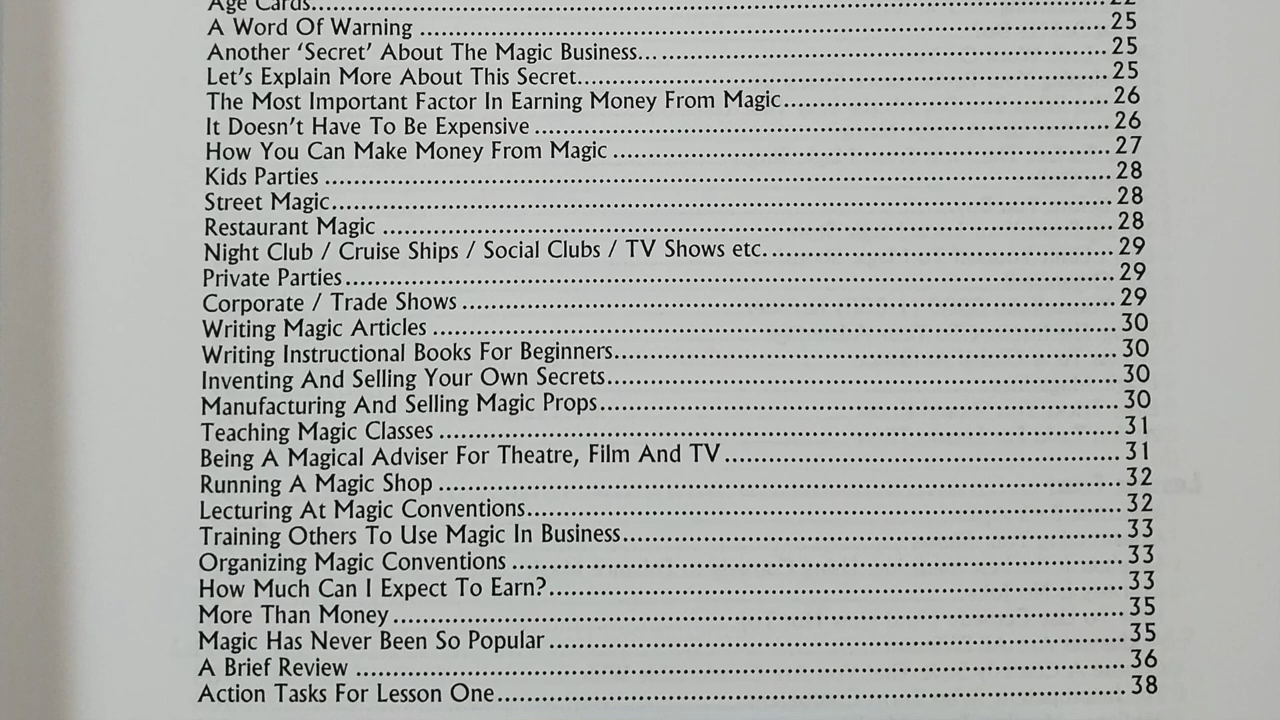 Age Cards.......... 22
A Word Of Warning .......... 25
Another ‘Secret’ About The Magic Business... .......... 25
Let’s Explain More About This Secret.......... 25
The Most Important Factor In Earning Money From Magic.......... 26
It Doesn’t Have To Be Expensive .......... 26
How You Can Make Money From Magic .......... 27
Kids Parties .......... 28
Street Magic.......... 28
Restaurant Magic .......... 28
Night Club / Cruise Ships / Social Clubs / TV Shows etc. .......... 29
Private Parties.......... 29
Corporate / Trade Shows .......... 29
Writing Magic Articles .......... 30
Writing Instructional Books For Beginners.......... 30
Inventing And Selling Your Own Secrets.......... 30
Manufacturing And Selling Magic Props.......... 30
Teaching Magic Classes .......... 31
Being A Magical Adviser For Theatre, Film And TV.......... 31
Running A Magic Shop .......... 32
Lecturing At Magic Conventions.......... 32
Training Others To Use Magic In Business.......... 33
Organizing Magic Conventions .......... 33
How Much Can I Expect To Earn?.......... 33
More Than Money.......... 35
Magic Has Never Been So Popular.......... 35
A Brief Review .......... 36
Action Tasks For Lesson One.......... 38